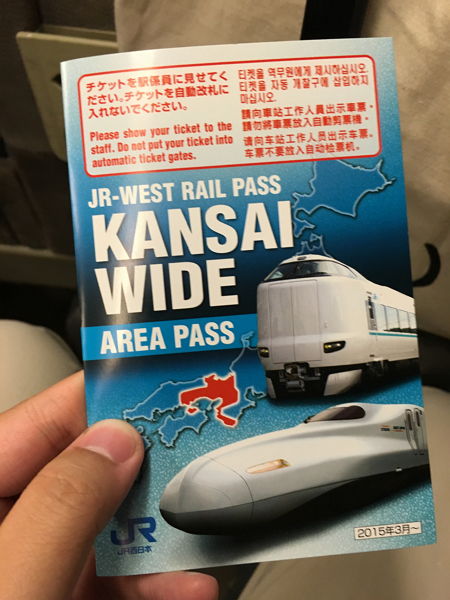 チケットを駅係員に見せてく
ださい。チケットを自動改札に
入れないでください。
Please show your ticket to the
staff. Do not put your ticket into
automatic ticket gates.
티켓을 역무원에게 제시하십시오.
티켓을 자동 개찰구에 삽입하지
마십시오.
請向車站工作人員出示車票。
請勿將車票放入自動剪票機。
请向车站工作人员出示车票。
车票不要放入自动检票机。
JR-WEST RAIL PASS
KANSAI
WIDE
AREA PASS
JR
JR西日本
2015年3月～